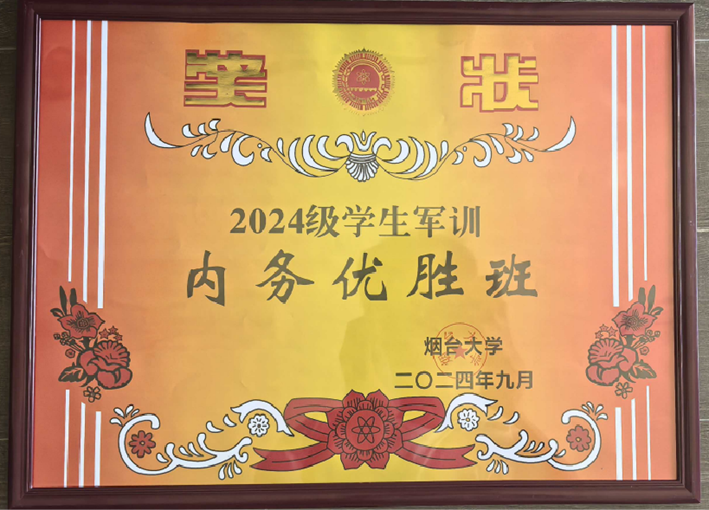 奖 状
2024级学生军训
内务优胜班
烟台大学
二〇二四年九月